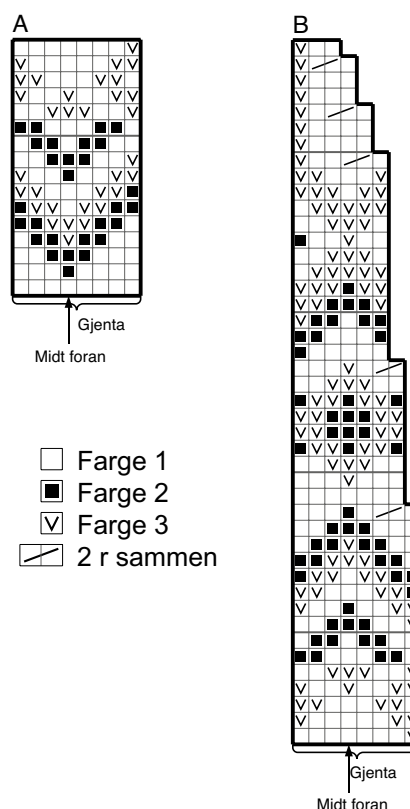 A
B
Gjenta
Midt foran
Farge 1
Farge 2
Farge 3
2 r sammen
Gjenta
Midt foran